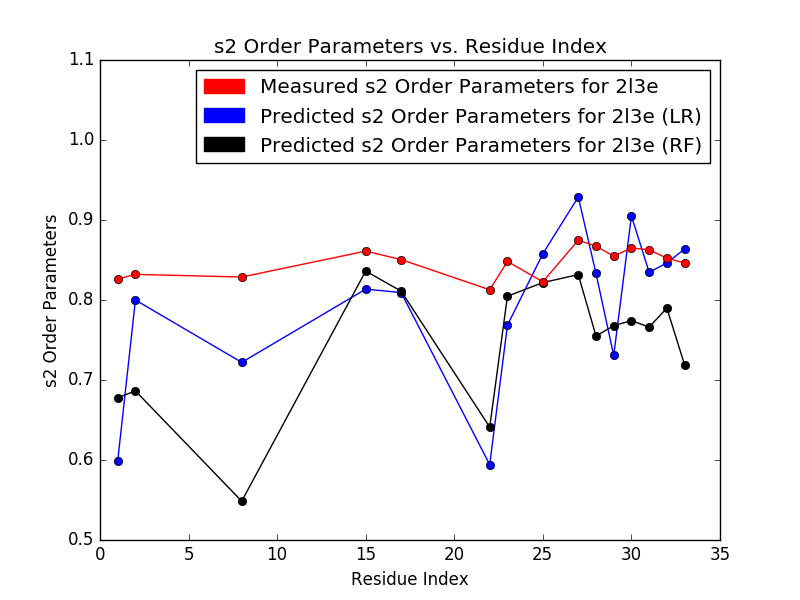 s2 Order Parameters vs. Residue Index
Measured s2 Order Parameters for 2l3e
Predicted s2 Order Parameters for 2l3e (LR)
Predicted s2 Order Parameters for 2l3e (RF)
1.1
1.0
0.9
0.8
0.7
0.6
0.5
s2 Order Parameters
0 5 10 15 20 25 30 35
Residue Index